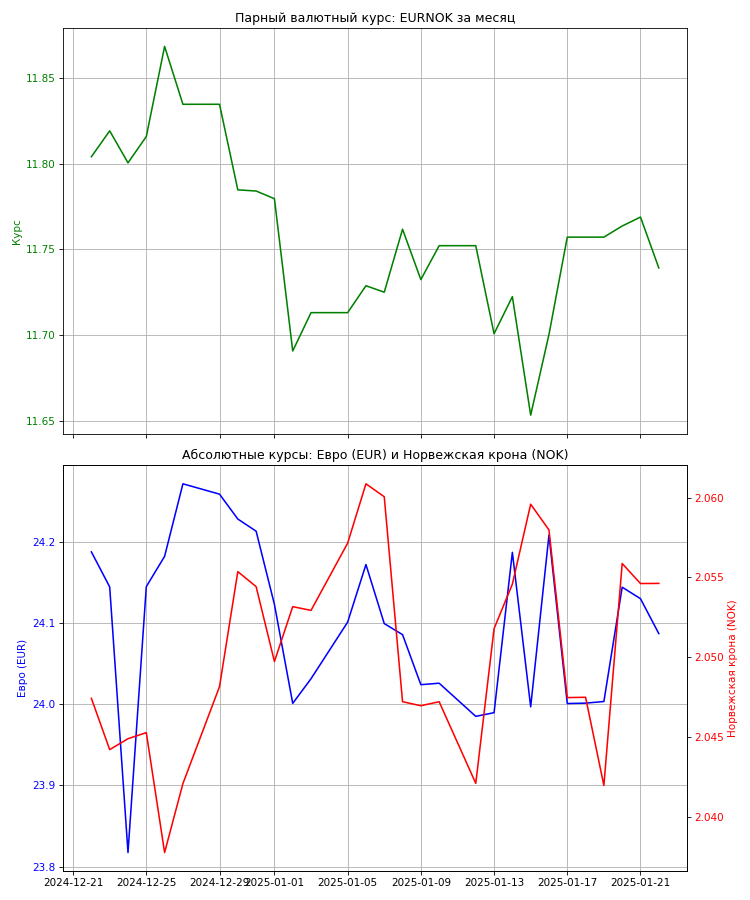 Парный валютный курс: EURNOK за месяц
11.85
11.80
11.75
11.70
11.65
Курс
Абсолютные курсы: Евро (EUR) и Норвежская крона (NOK)
24.2
24.1
24.0
23.9
23.8
Евро (EUR)
2.060
2.055
2.050
2.045
2.040
Норвежская крона (NOK)
2024-12-21 2024-12-25 2024-12-29 2025-01-01 2025-01-05 2025-01-09 2025-01-13 2025-01-17 2025-01-21